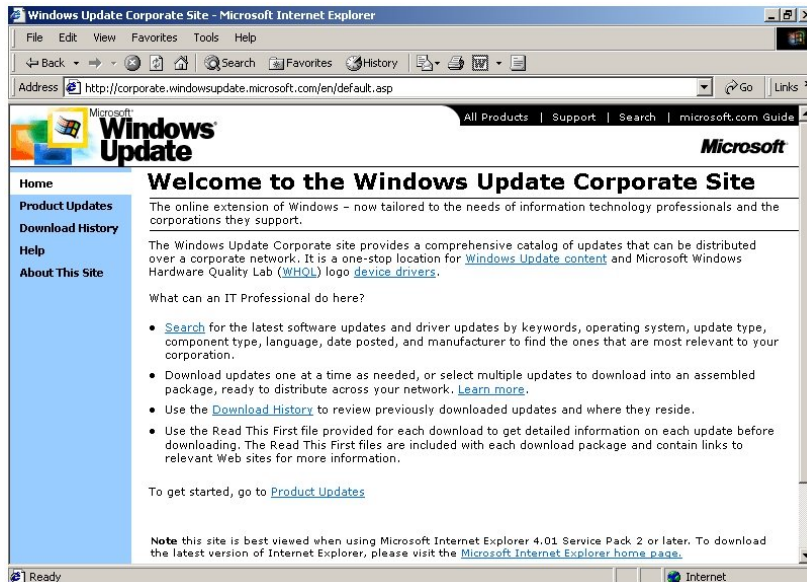 Windows Update Corporate Site - Microsoft Internet Explorer
File Edit View Favorites Tools Help
Back Search Favorites History
Address http://corporate.windowsupdate.microsoft.com/en/default.asp Go Links
All Products | Support | Search | microsoft.com Guide
Microsoft
Windows
Update
Microsoft
Home
Product Updates
Download History
Help
About This Site
Welcome to the Windows Update Corporate Site
The online extension of Windows – now tailored to the needs of information technology professionals and the
corporations they support.
The Windows Update Corporate site provides a comprehensive catalog of updates that can be distributed
over a corporate network. It is a one-stop location for Windows Update content and Microsoft Windows
Hardware Quality Lab (WHQL) logo device drivers.
What can an IT Professional do here?
• Search for the latest software updates and driver updates by keywords, operating system, update type,
component type, language, date posted, and manufacturer to find the ones that are most relevant to your
corporation.
• Download updates one at a time as needed, or select multiple updates to download into an assembled
package, ready to distribute across your network. Learn more.
• Use the Download History to review previously downloaded updates and where they reside.
• Use the Read This First file provided for each download to get detailed information on each update before
downloading. The Read This First files are included with each download package and contain links to
relevant Web sites for more information.
To get started, go to Product Updates
Note this site is best viewed when using Microsoft Internet Explorer 4.01 Service Pack 2 or later. To download
the latest version of Internet Explorer, please visit the Microsoft Internet Explorer home page.
Ready Internet